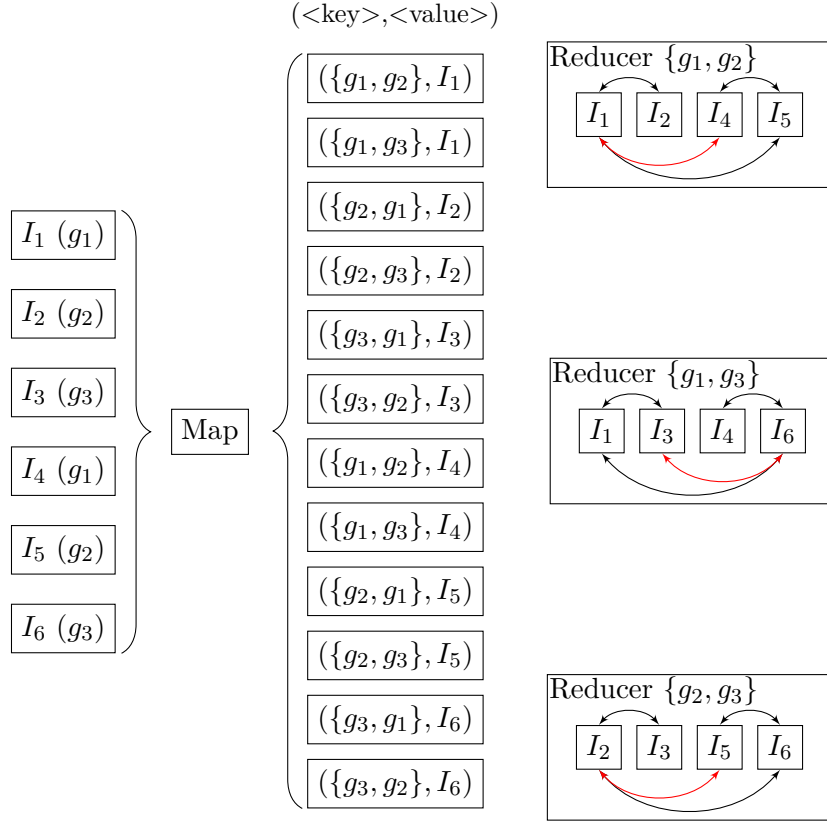 (<key>,<value>)
I₁ (g₁)
I₂ (g₂)
I₃ (g₃)
I₄ (g₁)
I₅ (g₂)
I₆ (g₃)
Map
({g₁, g₂}, I₁)
({g₁, g₃}, I₁)
({g₂, g₁}, I₂)
({g₂, g₃}, I₂)
({g₃, g₁}, I₃)
({g₃, g₂}, I₃)
({g₁, g₂}, I₄)
({g₁, g₃}, I₄)
({g₂, g₁}, I₅)
({g₂, g₃}, I₅)
({g₃, g₁}, I₆)
({g₃, g₂}, I₆)
Reducer {g₁, g₂}
I₁ I₂ I₄ I₅
Reducer {g₁, g₃}
I₁ I₃ I₄ I₆
Reducer {g₂, g₃}
I₂ I₃ I₅ I₆